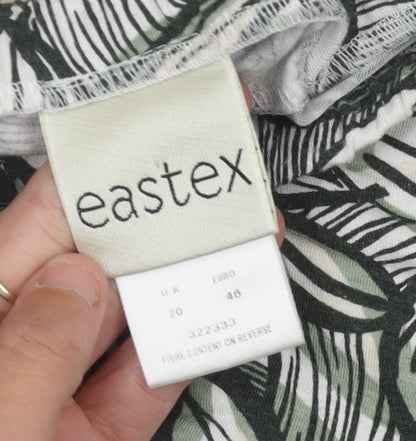 eastex
U.K EURO
20 46
322333
FIBRE CONTENT ON REVERSE